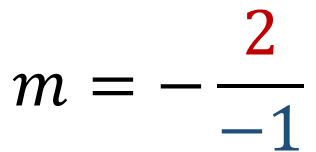 m = − 2/−1